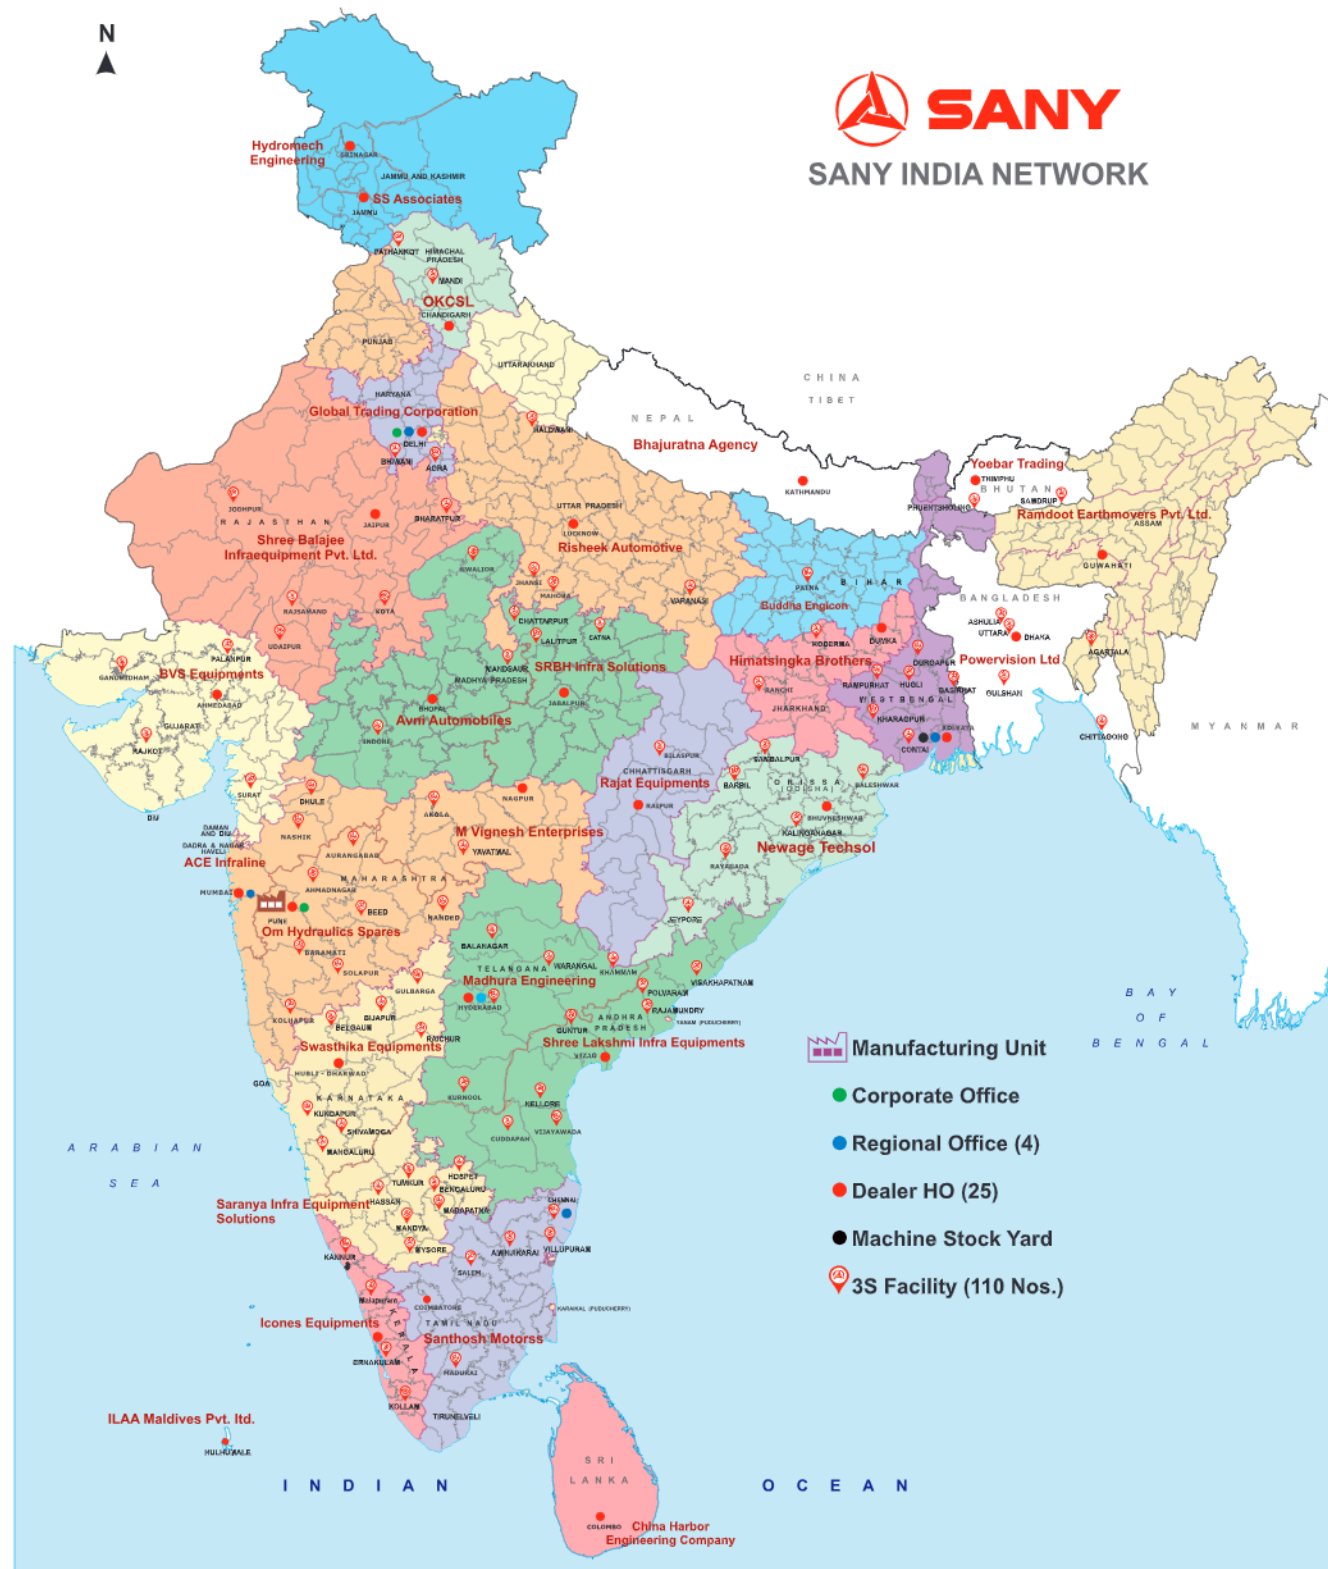 N
SANY
SANY INDIA NETWORK
Hydromech
Engineering
SRINAGAR
JAMMU AND KASHMIR
SS Associates
JAMMU
PATHANKOT
HIMACHAL
PRADESH
MANDI
OKCSL
CHANDIGARH
PUNJAB
UTTARAKHAND
HARYANA
CHINA
TIBET
NEPAL
Global Trading Corporation
HALDWANI
DELHI
Bhajuratna Agency
BHIWANI
AGRA
Yoebar Trading
THIMPHU
KATHMANDU
BHUTAN
SAMDRUP
JODHPUR
RAJASTHAN
JAIPUR
BHARATPUR
UTTAR PRADESH
LUCKNOW
PHUENTSHOLING
Ramdoot Earthmovers Pvt. Ltd.
ASSAM
Shree Balajee
Infraequipment Pvt. Ltd.
Risheek Automotive
GUWAHATI
GWALIOR
JHANSI
MAHOBA
VARANASI
PATNA
BIHAR
RAJSAMAND
KOTA
Buddha Engicon
BANGLADESH
CHATTARPUR
ASHULIA
UTTARA
DHAKA
UDAIPUR
LALITPUR
SATNA
KODERMA
DUMKA
AGARTALA
PALANPUR
MANDSAUR
DURGAPUR
GANDHIDHAM
BVS Equipments
SRBH Infra Solutions
Himatsingka Brothers
Powervision Ltd
MADHYA PRADESH
RAMPURHAT
HUGLI
BASIRHAT
GULSHAN
AHMEDABAD
BHOPAL
JABALPUR
RANCHI
WEST BENGAL
JHARKHAND
GUJARAT
Avni Automobiles
KHARAGPUR
MYANMAR
RAJKOT
INDORE
KOLKATA
CHITTAGONG
BILASPUR
CONTAI
SAMBALPUR
CHHATTISGARH
BARBIL
ORISSA
(ODISHA)
BALESHWAR
SURAT
DHULE
NAGPUR
Rajat Equipments
RAIPUR
DIU
AKOLA
BHUVNESHWAR
KALINGANAGAR
DAMAN
AND DIU
NASHIK
M Vignesh Enterprises
DADRA & NAGAR
HAVELI
AURANGABAD
YAVATMAL
Newage Techsol
ACE Infraline
RAYAGADA
MAHARASHTRA
MUMBAI
AHMADNAGAR
PUNE
BEED
NANDED
JEYPORE
Om Hydraulics Spares
BALANAGAR
BARAMATI
WARANGAL
KHAMMAM
SOLAPUR
TELANGANA
GULBARGA
Madhura Engineering
VISAKHAPATNAM
POLVARAM
KOLHAPUR
BIJAPUR
HYDERABAD
RAJAMUNDRY
BELGAUM
ANDHRA
PRADESH
YANAM (PUDUCHERRY)
RAICHUR
GUNTUR
Swasthika Equipments
Shree Lakshmi Infra Equipments
VIZZG
HUBLI - DHARWAD
GOA
KARNATAKA
KURNOOL
KUNDAPUR
NELLORE
SHIVAMOGA
CUDDAPAH
VIJAYAWADA
MANGALURU
HOSPET
TUMKUR
BENGALURU
HASSAN
MADAPATNA
CHENNAI
Saranya Infra Equipment
Solutions
MANDYA
KANNUR
MYSORE
AMINJIKARAI
VILLUPURAM
SALEM
Malappuram
COIMBATORE
KARAIKAL (PUDUCHERRY)
KERALA
TAMIL NADU
Icones Equipments
Santhosh Motorss
ERNAKULAM
MADURAI
KOLLAM
TIRUNELVELI
ILAA Maldives Pvt. ltd.
HULHUMALE
BAY
OF
BENGAL
ARABIAN
SEA
Manufacturing Unit
Corporate Office
Regional Office (4)
Dealer HO (25)
Machine Stock Yard
3S Facility (110 Nos.)
SRI
LANKA
INDIAN OCEAN
COLOMBO
China Harbor
Engineering Company